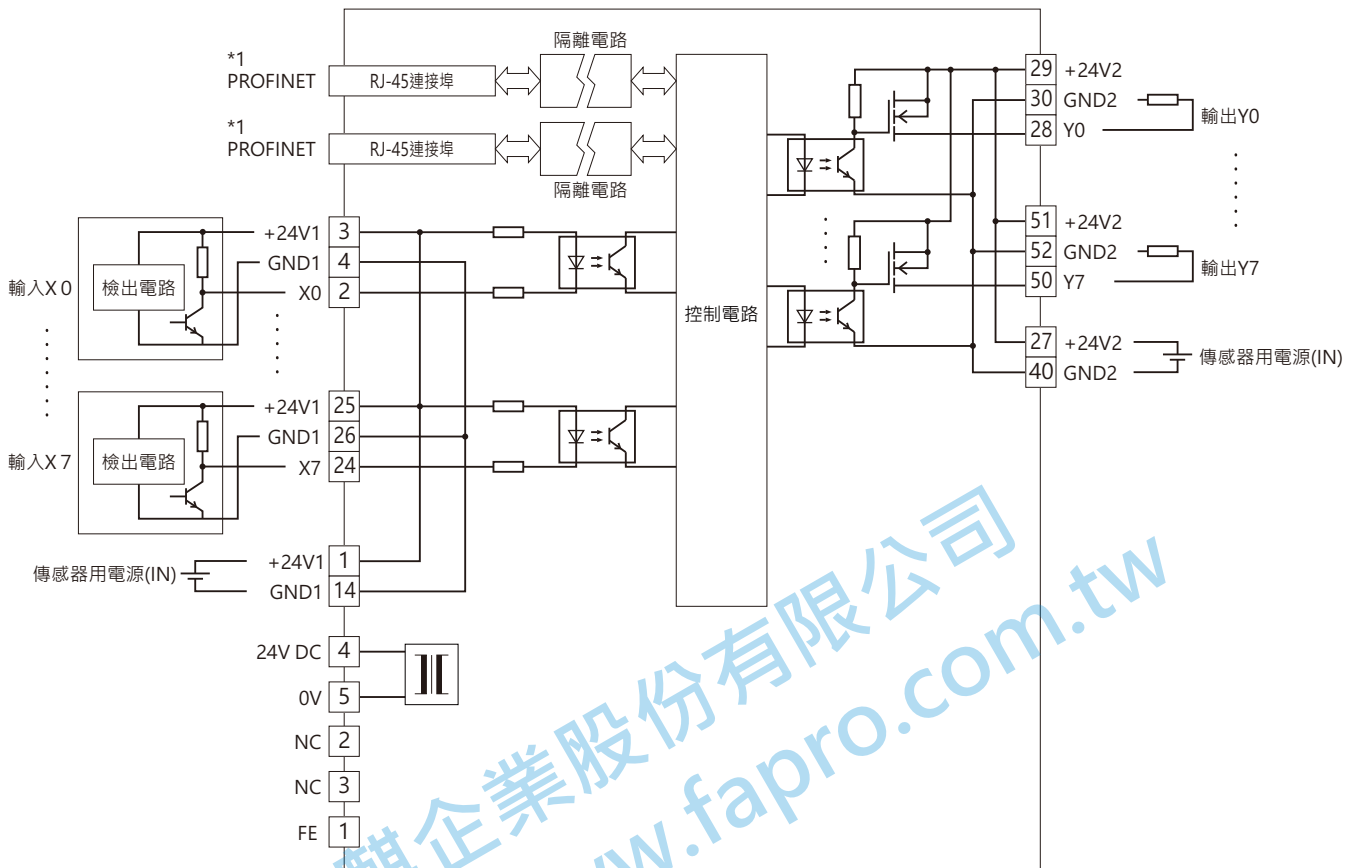 隔離電路
*1
PROFINET
RJ-45連接埠
*1
PROFINET
RJ-45連接埠
隔離電路
輸入X 0
檢出電路
+24V1 3
GND1 4
X0 2
輸入X 7
檢出電路
+24V1 25
GND1 26
X7 24
傳感器用電源(IN)
+24V1 1
GND1 14
24V DC 4
0V 5
NC 2
NC 3
FE 1
控制電路
29 +24V2
30 GND2
28 Y0
輸出Y0
51 +24V2
52 GND2
50 Y7
輸出Y7
27 +24V2
40 GND2
傳感器用電源(IN)
企業股份有限公司
w.fapro.com.tw